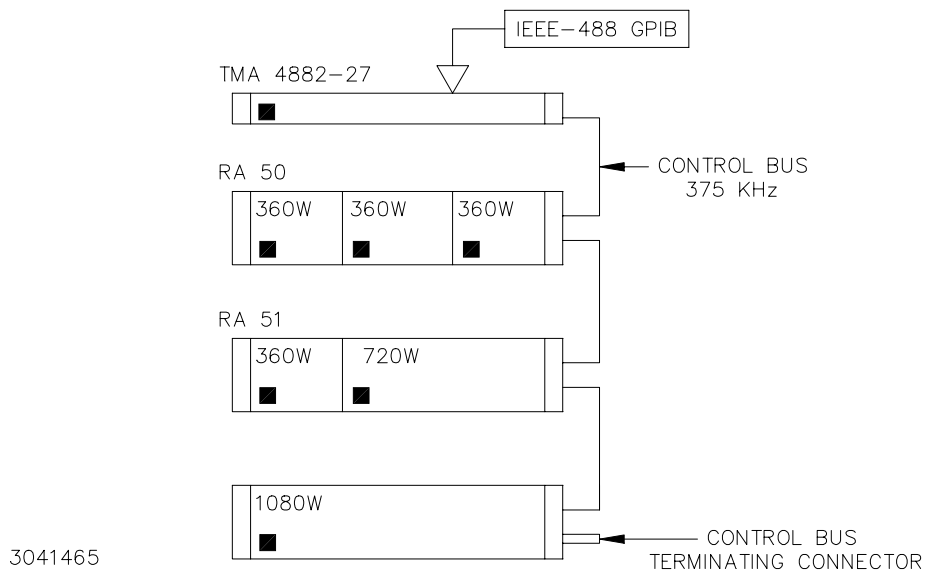 IEEE-488 GPIB
TMA 4882-27
CONTROL BUS
375 KHz
RA 50
360W 360W 360W
RA 51
360W 720W
1080W
CONTROL BUS
TERMINATING CONNECTOR
3041465